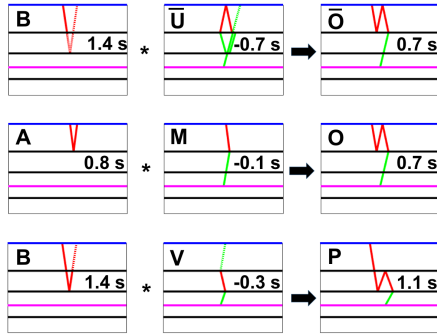 B 1.4 s * U̅ -0.7 s O̅ 0.7 s
A 0.8 s * M -0.1 s O 0.7 s
B 1.4 s * V -0.3 s P 1.1 s